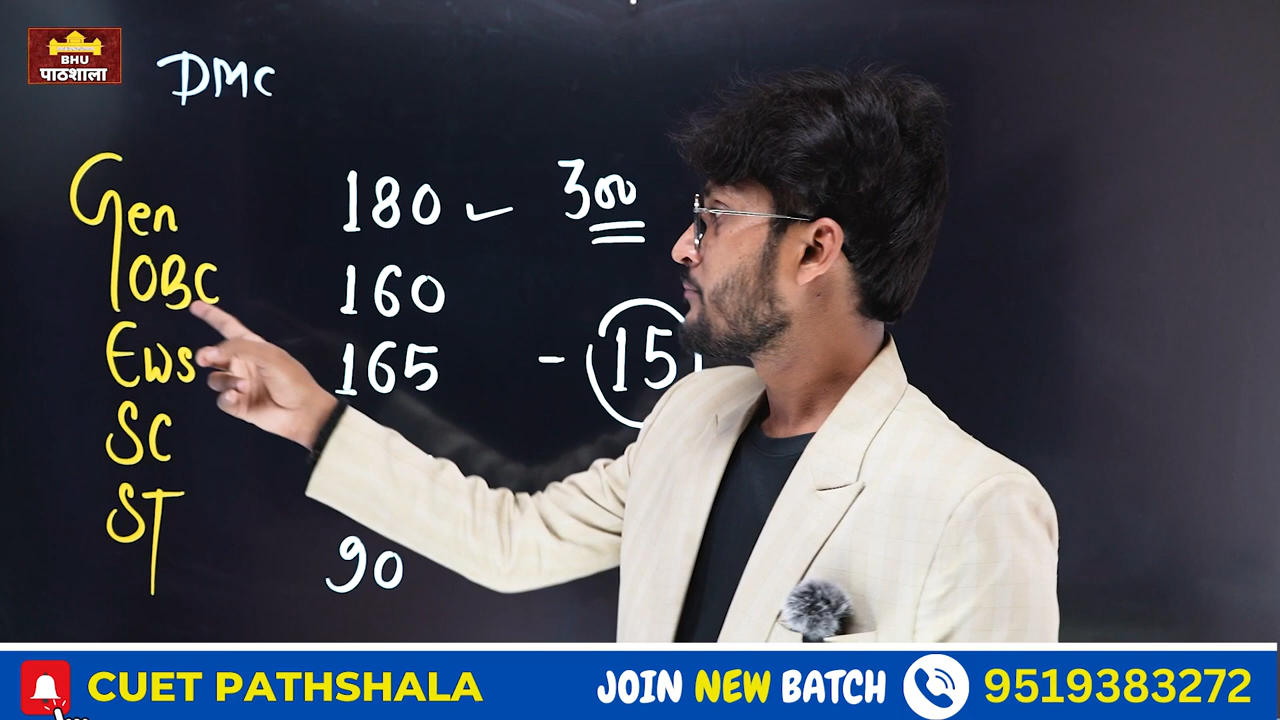 BHU
पाठशाला
DMC
Gen 180 ✓ 300
OBC 160
EWS 165 - 15
SC
ST 90
CUET PATHSHALA JOIN NEW BATCH 9519383272